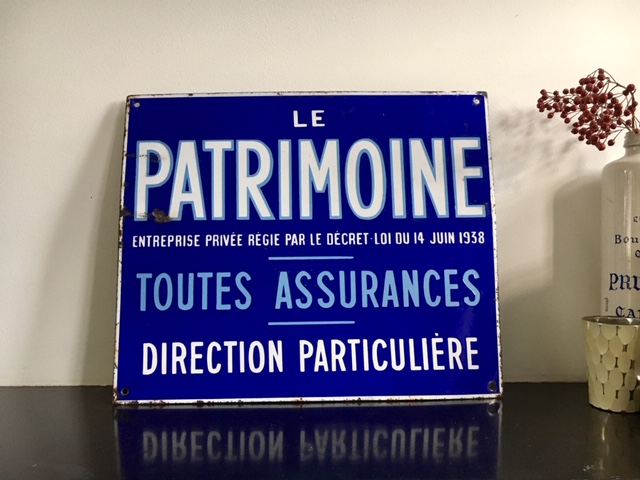 LE
PATRIMOINE
ENTREPRISE PRIVÉE RÉGIE PAR LE DÉCRET-LOI DU 14 JUIN 1938
TOUTES ASSURANCES
DIRECTION PARTICULIÈRE